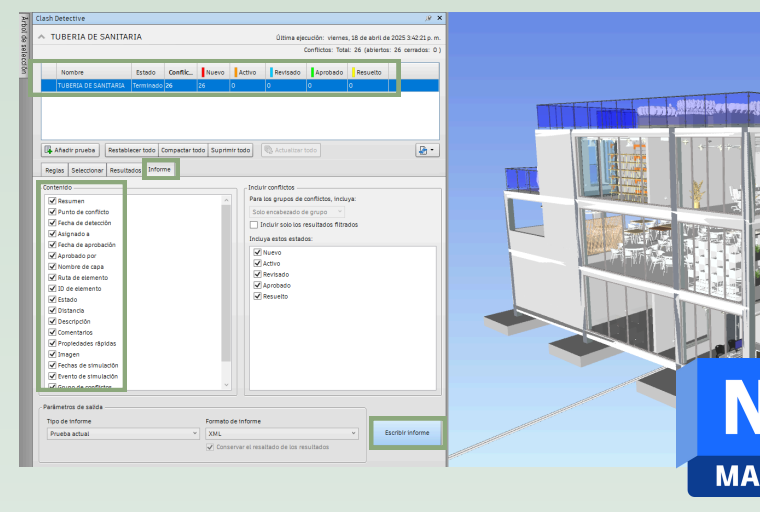 Clash Detective
Árbol de selección
TUBERIA DE SANITARIA
Última ejecución: viernes, 18 de abril de 2025 3:42:21 p. m.
Conflictos: Total: 26 (abiertos: 26 cerrados: 0)
Nombre Estado Conflic... Nuevo Activo Revisado Aprobado Resuelto
TUBERIA DE SANITARIA Terminado 26 26 0 0 0 0
Añadir prueba Restablecer todo Compactar todo Suprimir todo Actualizar todo
Reglas Seleccionar Resultados Informe
Contenido
Resumen
Punto de conflicto
Fecha de detección
Asignado a
Fecha de aprobación
Aprobado por
Nombre de capa
Ruta de elemento
ID de elemento
Estado
Distancia
Descripción
Comentarios
Propiedades rápidas
Imagen
Fechas de simulación
Evento de simulación
Grupo de conflictos
Incluir conflictos
Para los grupos de conflictos, incluya:
Solo encabezado de grupo
Incluir solo los resultados filtrados
Incluya estos estados:
Nuevo
Activo
Revisado
Aprobado
Resuelto
Parámetros de salida
Tipo de informe
Prueba actual
Formato de informe
XML
Conservar el resaltado de los resultados
Escribir informe
N
MA